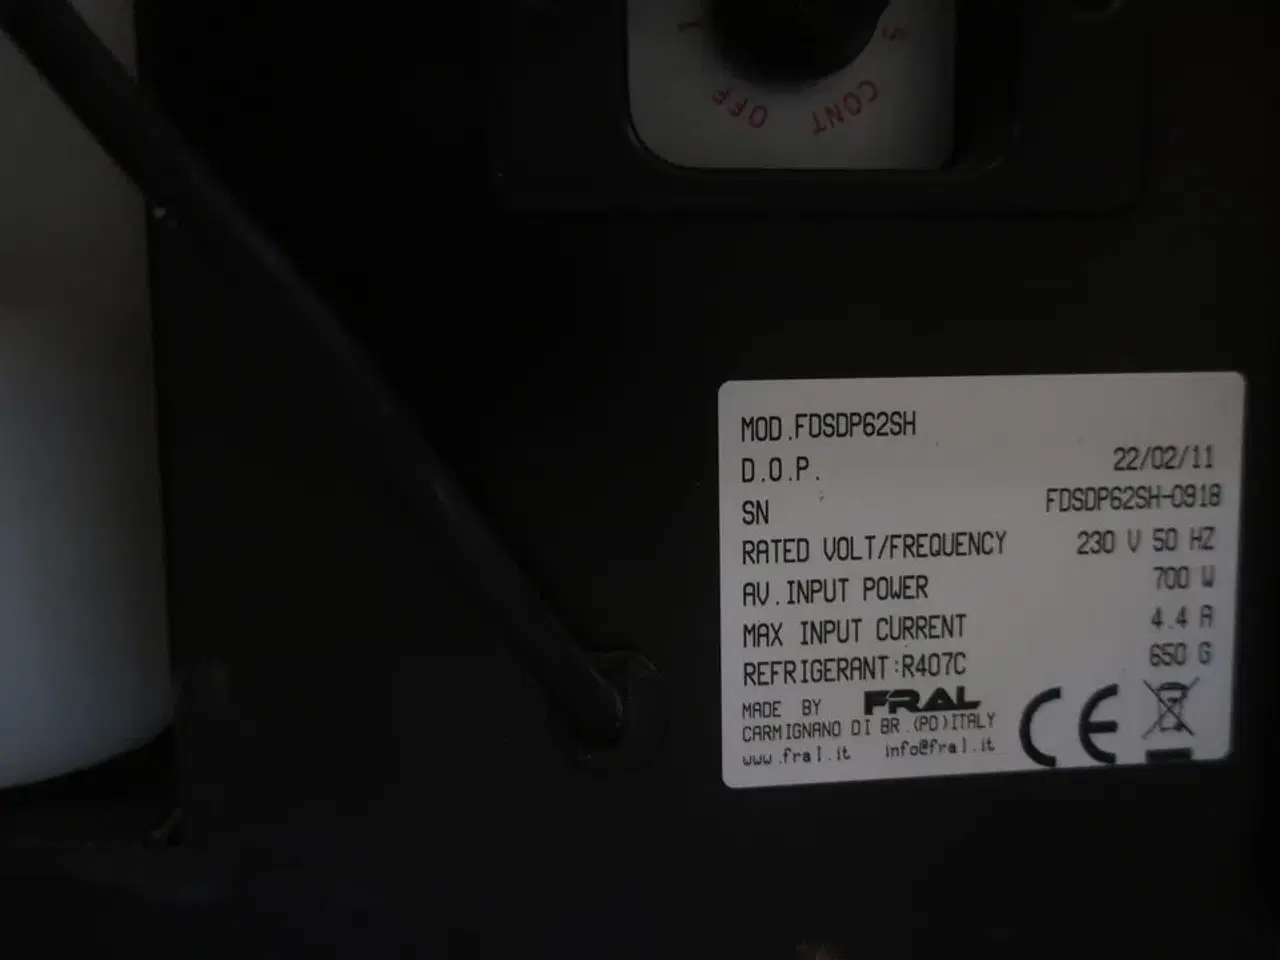 1
OFF
CONT
5
MOD.FDSDP62SH
D.O.P. 22/02/11
SN FDSDP62SH-0918
RATED VOLT/FREQUENCY 230 V 50 HZ
AV.INPUT POWER 700 W
MAX INPUT CURRENT 4.4 A
REFRIGERANT:R407C 650 G
MADE BY FRAL
CARMIGNANO DI BR.(PD)ITALY
www.fral.it info@fral.it
CE